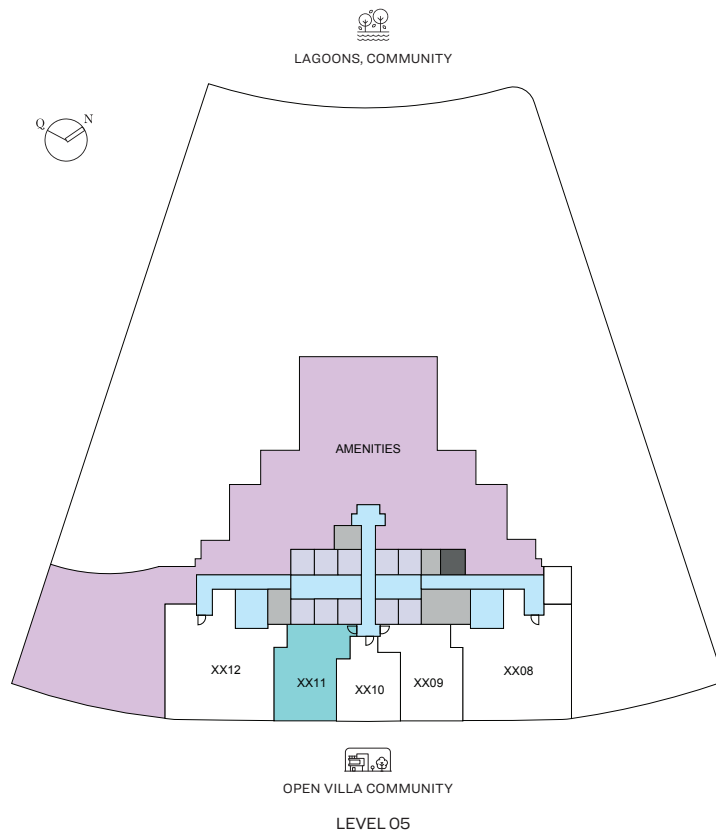 LAGOONS, COMMUNITY
Q N
AMENITIES
XX12 XX11 XX10 XX09 XX08
OPEN VILLA COMMUNITY
LEVEL 05